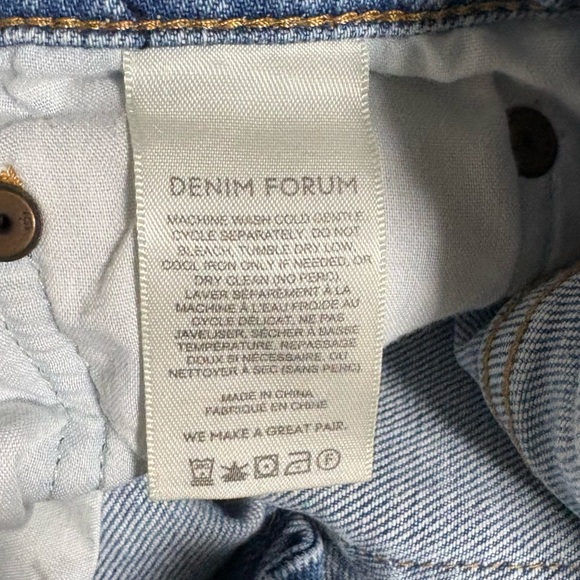 DENIM FORUM
MACHINE WASH COLD GENTLE
CYCLE SEPARATELY, DO NOT
BLEACH, TUMBLE DRY LOW,
COOL IRON ONLY IF NEEDED, OR
DRY CLEAN (NO PERC).
LAVER SÉPARÉMENT À LA
MACHINE À L'EAU FROIDE AU
CYCLE DÉLICAT. NE PAS
JAVELISER, SÉCHER À BASSE
TEMPÉRATURE, REPASSAGE
DOUX SI NÉCESSAIRE, OU
NETTOYER À SEC (SANS PERC)
MADE IN CHINA
FABRIQUÉ EN CHINE
WE MAKE A GREAT PAIR.
F